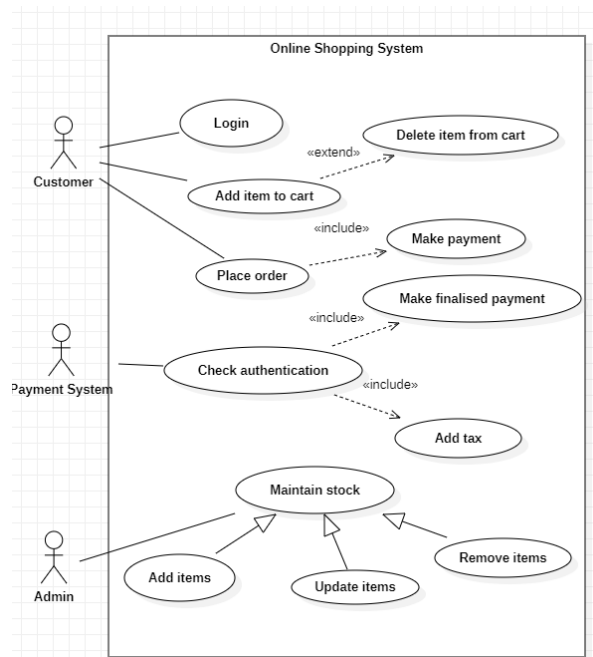 Online Shopping System
Login
Delete item from cart
«extend»
Customer
Add item to cart
«include»
Make payment
Place order
Make finalised payment
«include»
Payment System
Check authentication
«include»
Add tax
Maintain stock
Admin
Add items
Update items
Remove items